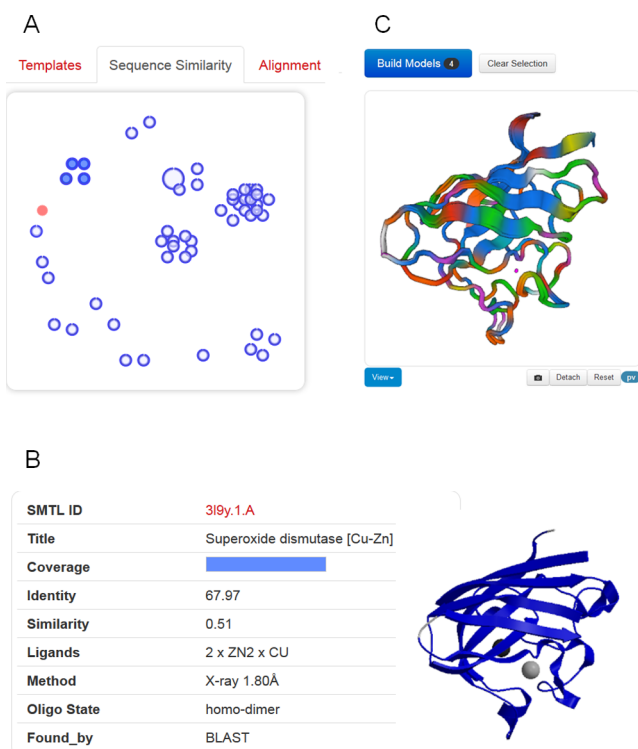 A
Templates Sequence Similarity Alignment
C
Build Models 4 Clear Selection
View
Detach Reset pv
B
SMTL ID 3l9y.1.A
Title Superoxide dismutase [Cu-Zn]
Coverage
Identity 67.97
Similarity 0.51
Ligands 2 x ZN2 x CU
Method X-ray 1.80Å
Oligo State homo-dimer
Found_by BLAST